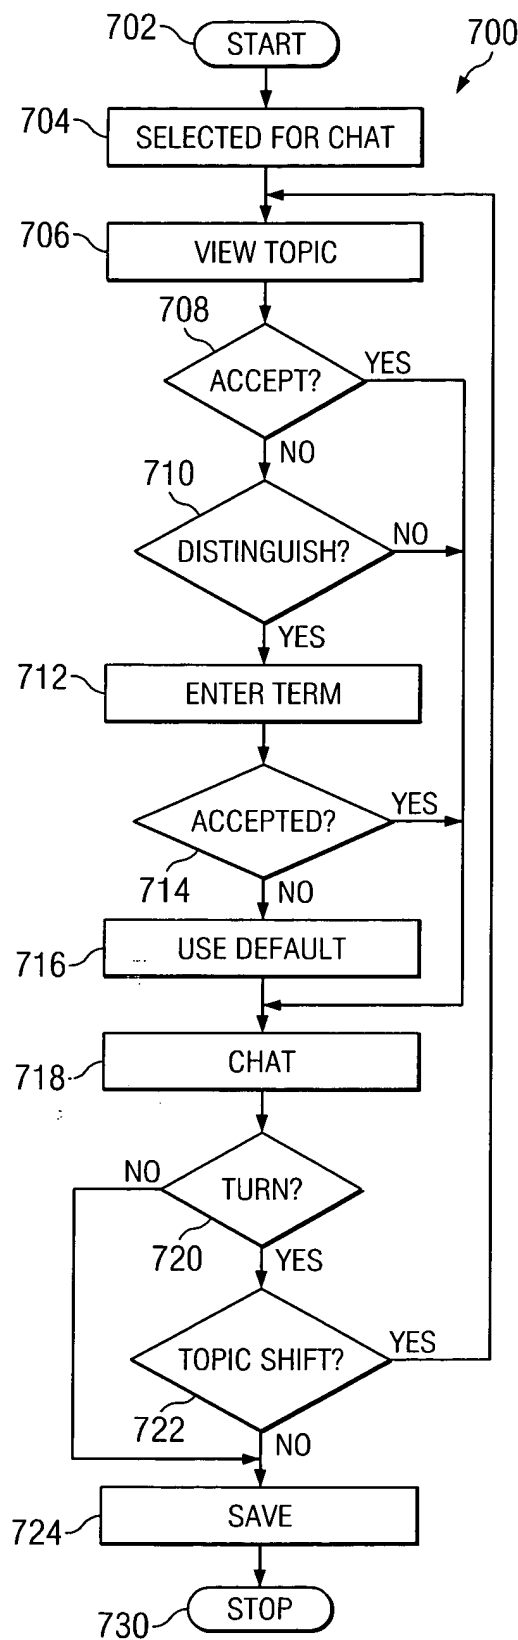 702
START
700
704
SELECTED FOR CHAT
706
VIEW TOPIC
708
ACCEPT?
YES
NO
710
DISTINGUISH?
NO
YES
712
ENTER TERM
ACCEPTED?
YES
714
NO
716
USE DEFAULT
718
CHAT
NO
TURN?
720
YES
TOPIC SHIFT?
YES
722
NO
724
SAVE
730
STOP